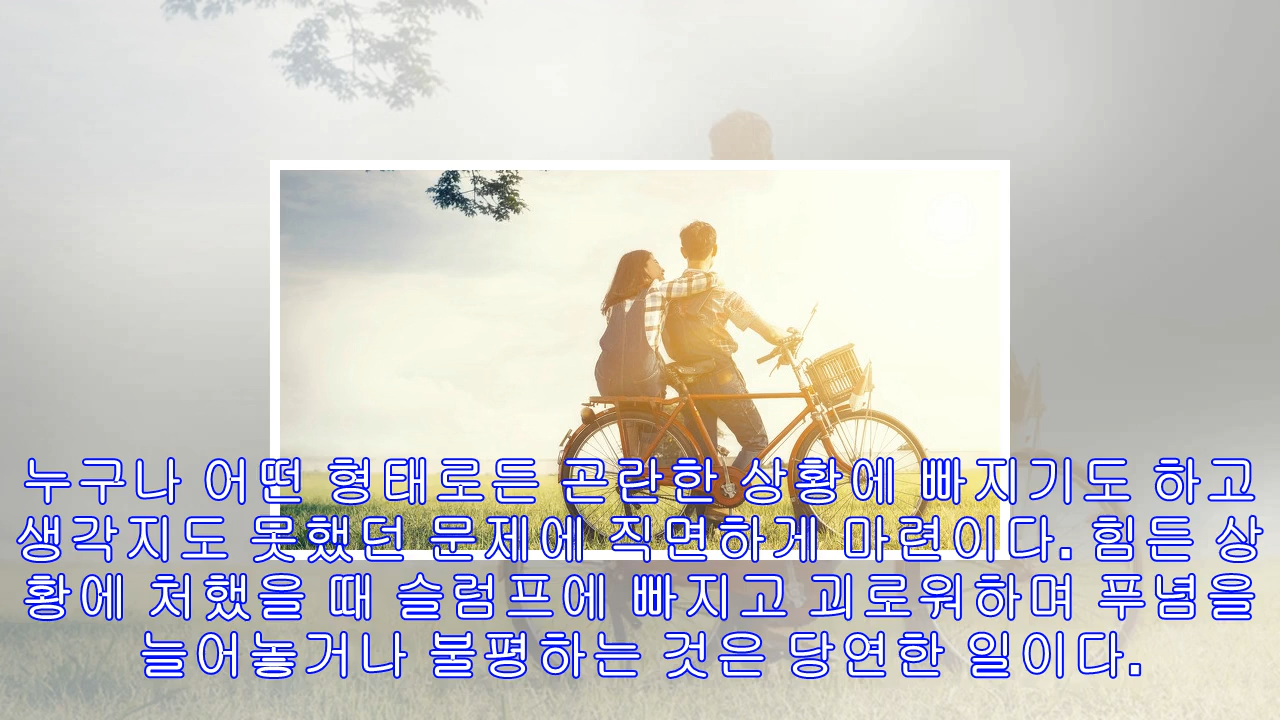 누구나 어떤 형태로든 곤란한 상황에 빠지기도 하고
생각지도 못했던 문제에 직면하게 마련이다. 힘든 상
황에 처했을 때 슬럼프에 빠지고 괴로워하며 푸념을
늘어놓거나 불평하는 것은 당연한 일이다.